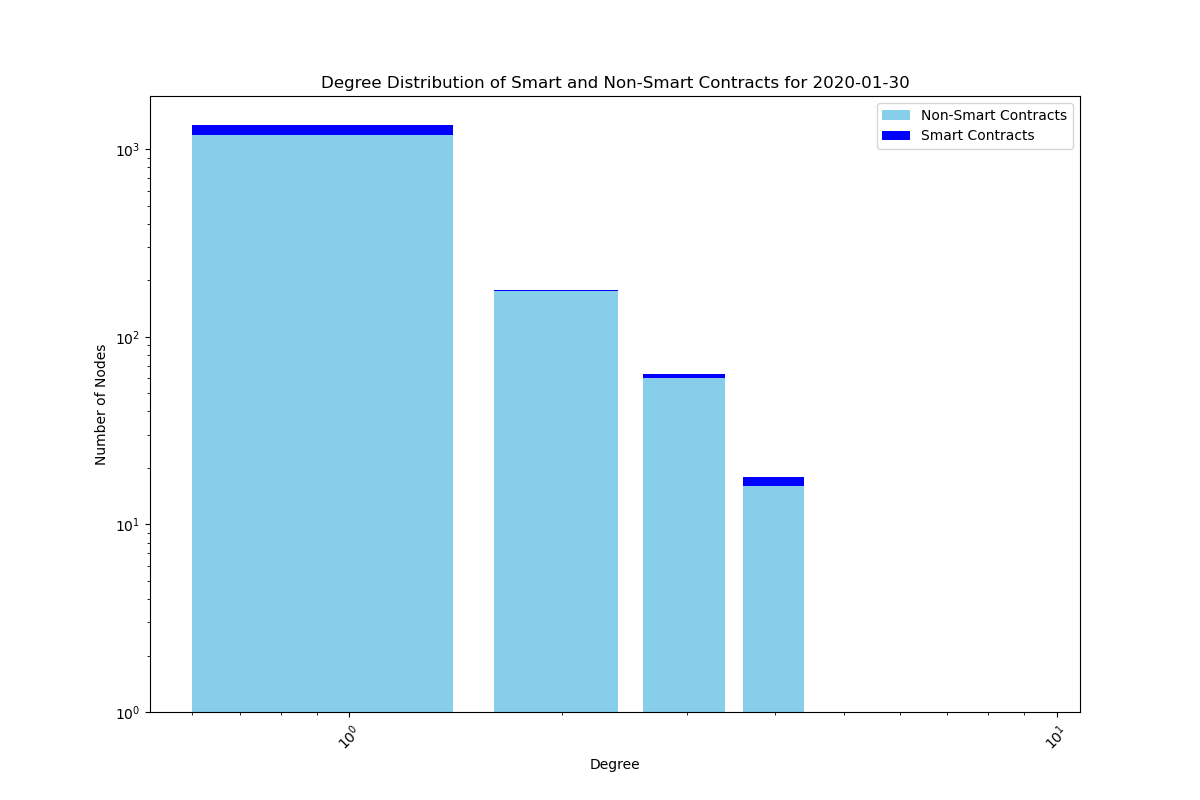 Degree Distribution of Smart and Non-Smart Contracts for 2020-01-30
Non-Smart Contracts
Smart Contracts
10³
10²
10¹
10⁰
Number of Nodes
10⁰
10¹
Degree